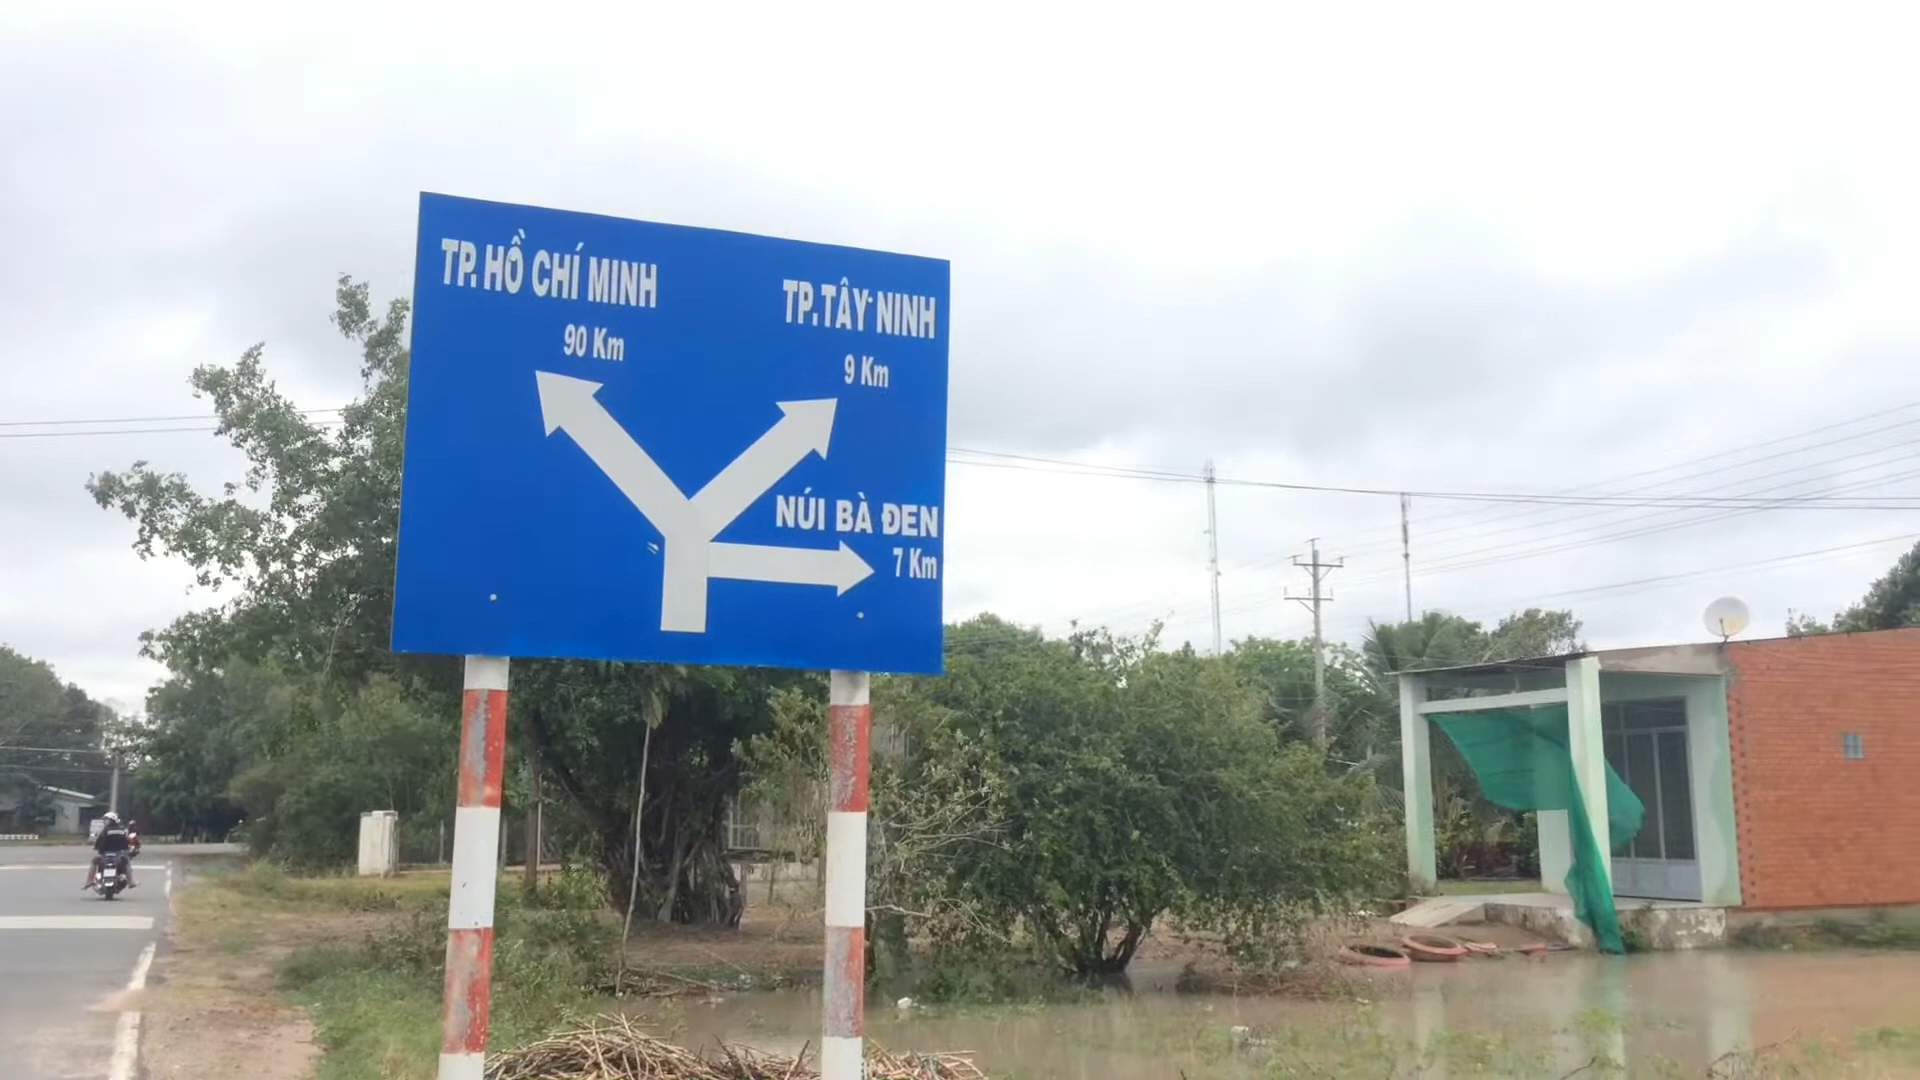 TP. HỒ CHÍ MINH
90 Km
TP. TÂY NINH
9 Km
NÚI BÀ ĐEN
7 Km